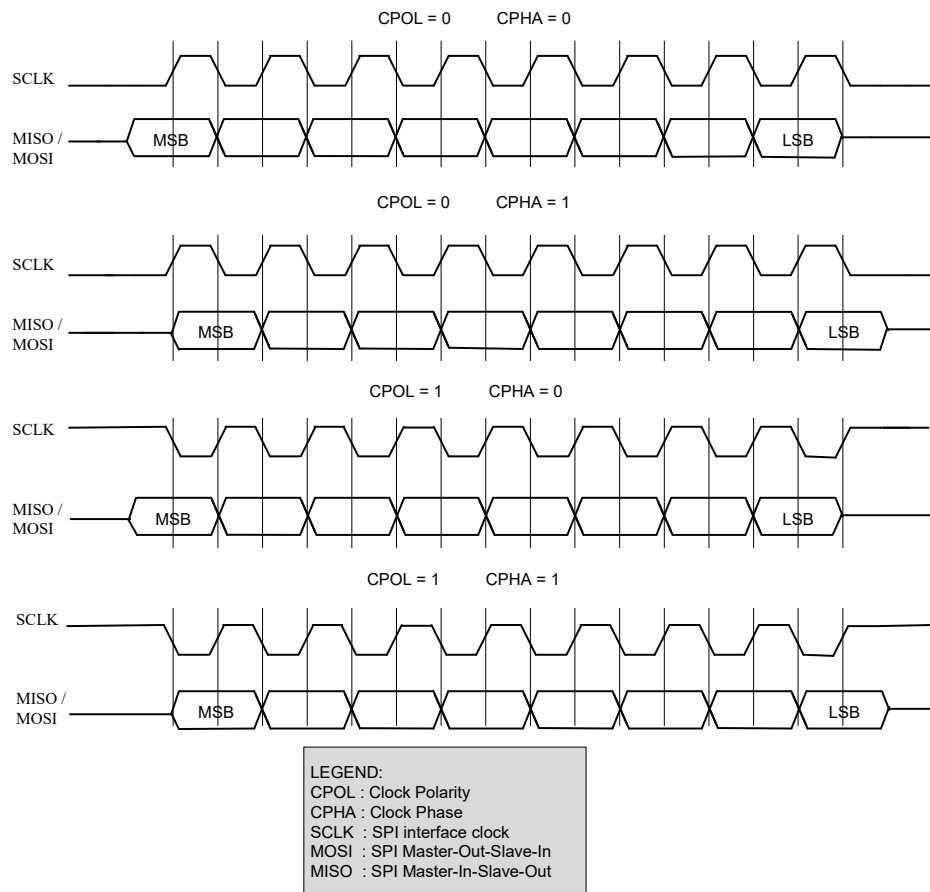 CPOL = 0 CPHA = 0
SCLK
MISO /
MOSI
MSB
LSB
CPOL = 0 CPHA = 1
SCLK
MISO /
MOSI
MSB
LSB
CPOL = 1 CPHA = 0
SCLK
MISO /
MOSI
MSB
LSB
CPOL = 1 CPHA = 1
SCLK
MISO /
MOSI
MSB
LSB
LEGEND:
CPOL : Clock Polarity
CPHA : Clock Phase
SCLK : SPI interface clock
MOSI : SPI Master-Out-Slave-In
MISO : SPI Master-In-Slave-Out